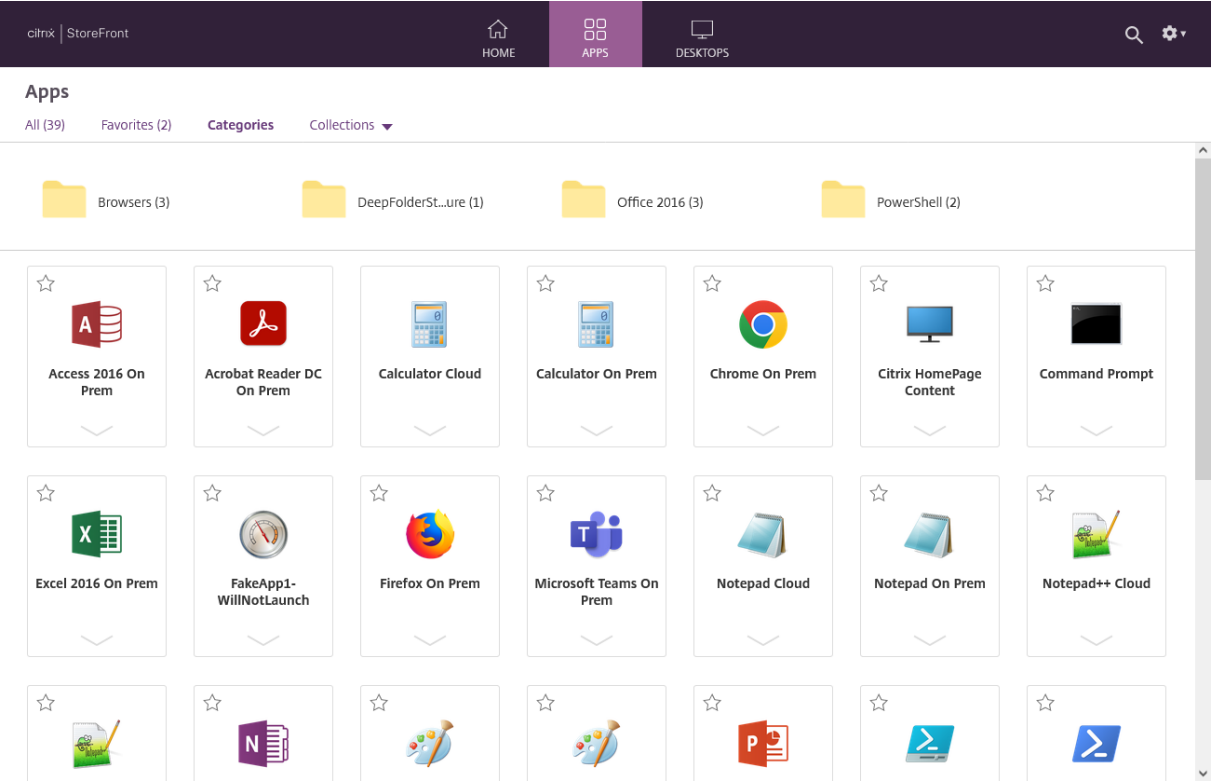 citrix | StoreFront
HOME
APPS
DESKTOPS
Apps
All (39)
Favorites (2)
Categories
Collections
Browsers (3)
DeepFolderSt...ure (1)
Office 2016 (3)
PowerShell (2)
Access 2016 On
Prem
Acrobat Reader DC
On Prem
Calculator Cloud
Calculator On Prem
Chrome On Prem
Citrix HomePage
Content
Command Prompt
Excel 2016 On Prem
FakeApp1-
WillNotLaunch
Firefox On Prem
Microsoft Teams On
Prem
Notepad Cloud
Notepad On Prem
Notepad++ Cloud